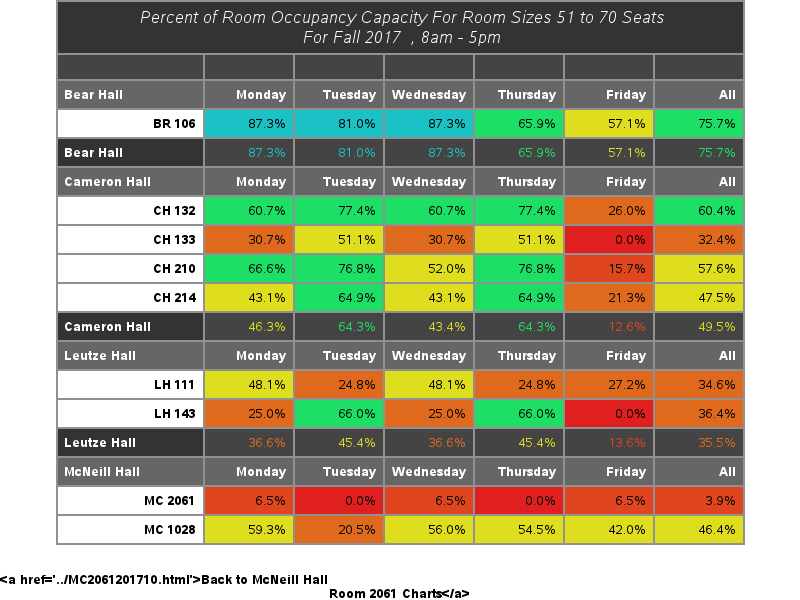 Percent of Room Occupancy Capacity For Room Sizes 51 to 70 Seats
For Fall 2017 , 8am - 5pm
Bear Hall Monday Tuesday Wednesday Thursday Friday All
BR 106 87.3% 81.0% 87.3% 65.9% 57.1% 75.7%
Bear Hall 87.3% 81.0% 87.3% 65.9% 57.1% 75.7%
Cameron Hall Monday Tuesday Wednesday Thursday Friday All
CH 132 60.7% 77.4% 60.7% 77.4% 26.0% 60.4%
CH 133 30.7% 51.1% 30.7% 51.1% 0.0% 32.4%
CH 210 66.6% 76.8% 52.0% 76.8% 15.7% 57.6%
CH 214 43.1% 64.9% 43.1% 64.9% 21.3% 47.5%
Cameron Hall 46.3% 64.3% 43.4% 64.3% 12.6% 49.5%
Leutze Hall Monday Tuesday Wednesday Thursday Friday All
LH 111 48.1% 24.8% 48.1% 24.8% 27.2% 34.6%
LH 143 25.0% 66.0% 25.0% 66.0% 0.0% 36.4%
Leutze Hall 36.6% 45.4% 36.6% 45.4% 13.6% 35.5%
McNeill Hall Monday Tuesday Wednesday Thursday Friday All
MC 2061 6.5% 0.0% 6.5% 0.0% 6.5% 3.9%
MC 1028 59.3% 20.5% 56.0% 54.5% 42.0% 46.4%
<a href='../MC2061201710.html'>Back to McNeill Hall
Room 2061 Charts</a>